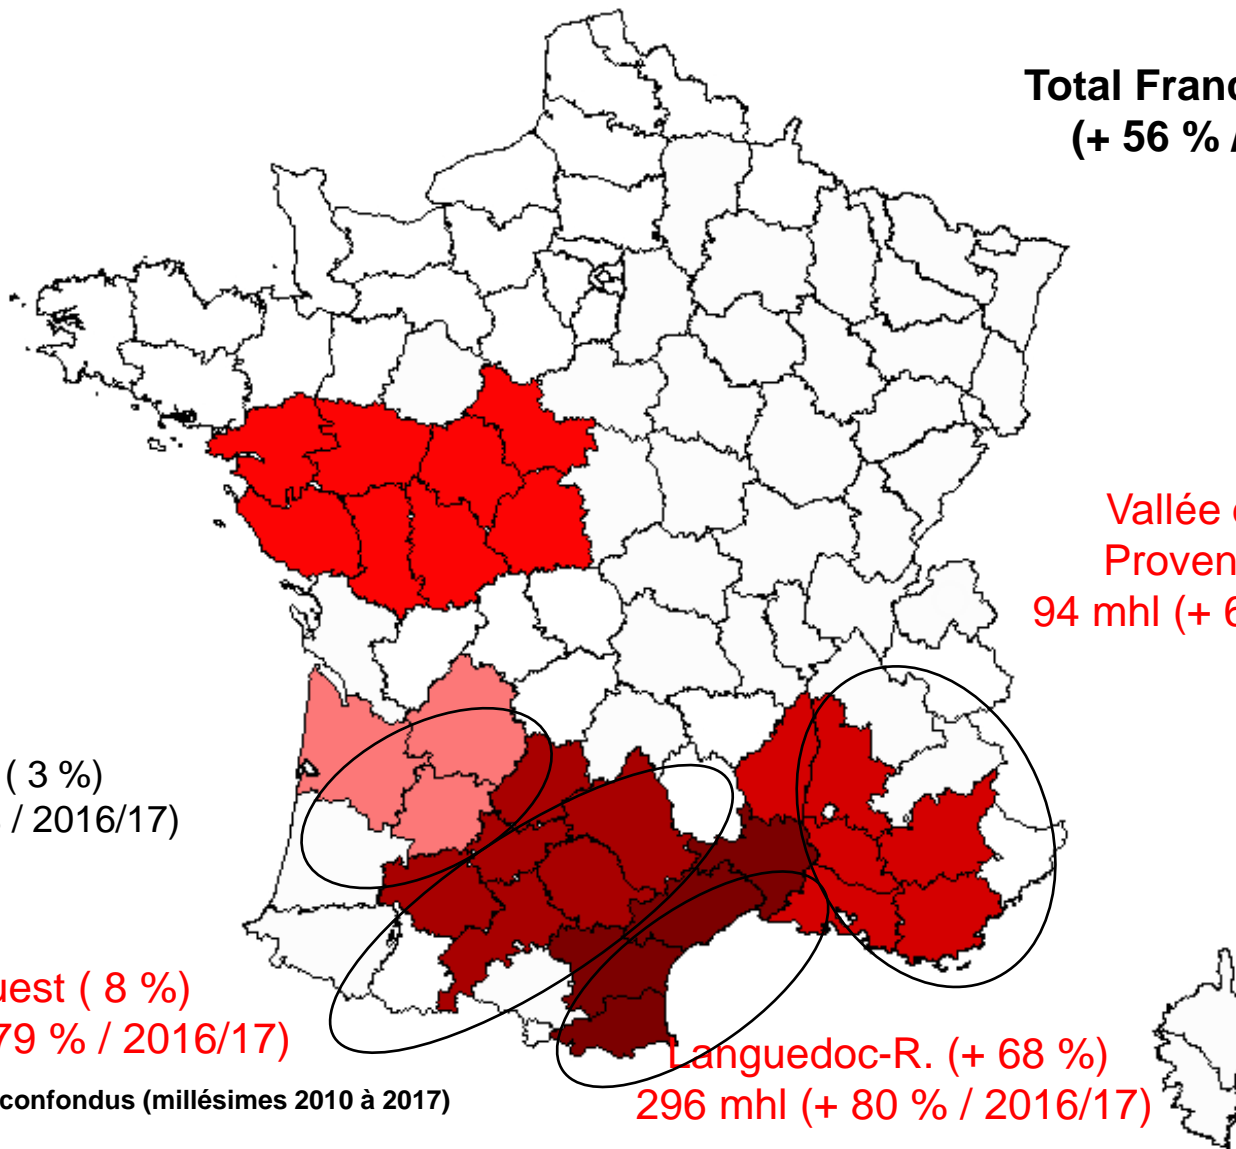 Total Franc
(+ 56 % /
Vallée
Proven
94 mhl (+ 6
( 3 %)
/ 2016/17)
uest ( 8 %)
79 % / 2016/17)
Languedoc-R. (+ 68 %)
296 mhl (+ 80 % / 2016/17)
confondus (millésimes 2010 à 2017)